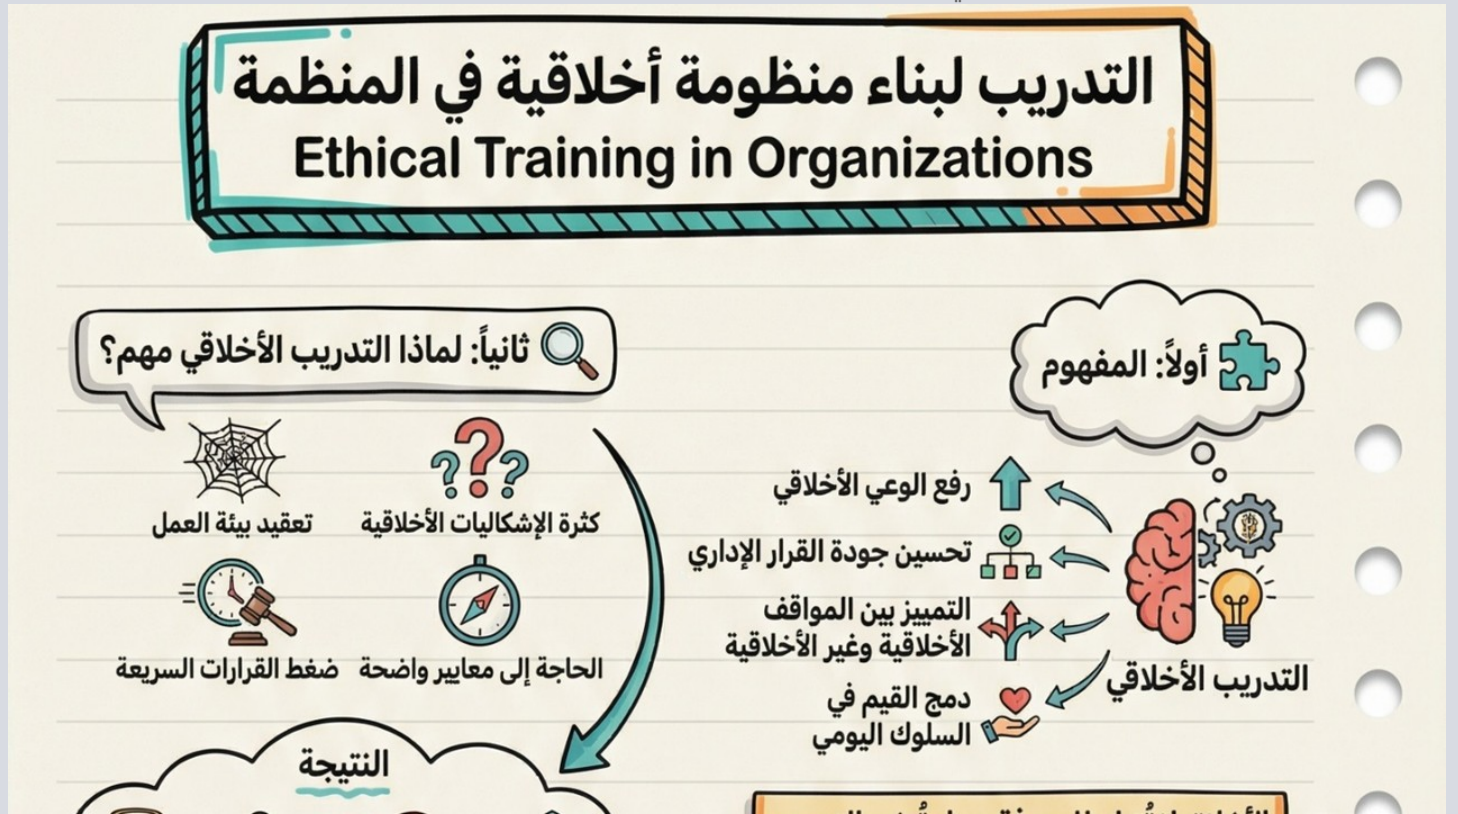 التدريب لبناء منظومة أخلاقية في المنظمة
Ethical Training in Organizations
أولاً: المفهوم
التدريب الأخلاقي
رفع الوعي الأخلاقي
تحسين جودة القرار الإداري
التمييز بين المواقف
الأخلاقية وغير الأخلاقية
دمج القيم في
السلوك اليومي
ثانياً: لماذا التدريب الأخلاقي مهم؟
كثرة الإشكاليات الأخلاقية
تعقيد بيئة العمل
الحاجة إلى معايير واضحة
ضغط القرارات السريعة
النتيجة